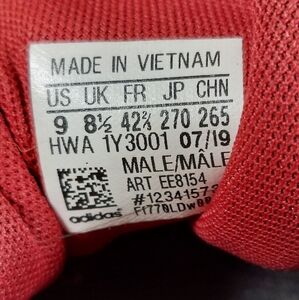 MADE IN VIETNAM
US UK FR JP CHN
9 8½ 42⅔ 270 265
HWA 1Y3001 07/19
MALE/MÂLE
ART EE8154
adidas